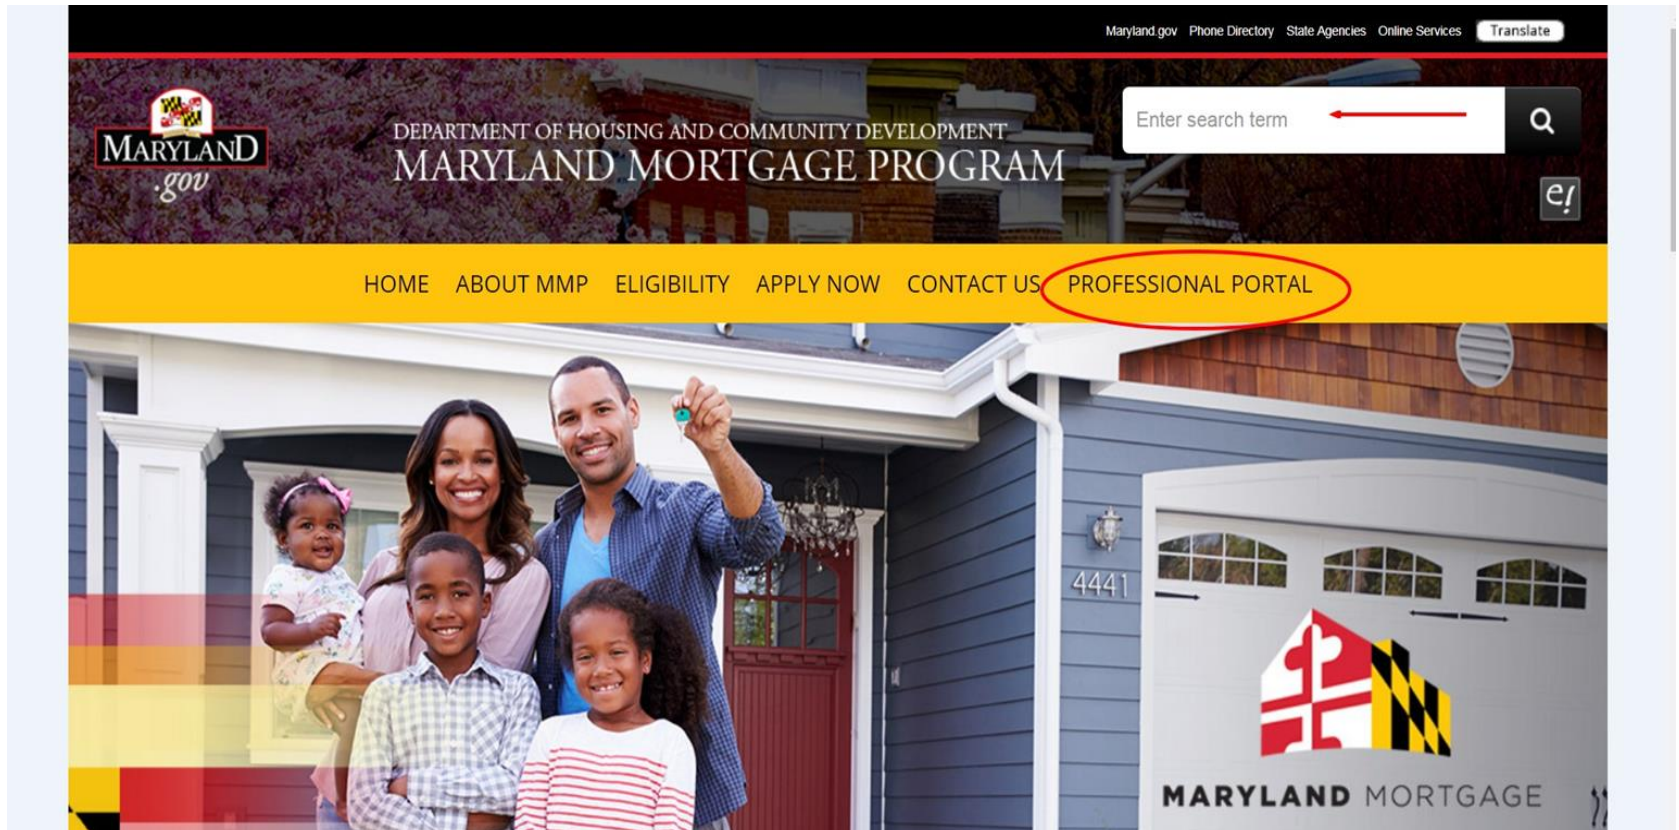 Maryland.gov Phone Directory State Agencies Online Services Translate
MARYLAND
.gov
DEPARTMENT OF HOUSING AND COMMUNITY DEVELOPMENT
MARYLAND MORTGAGE PROGRAM
Enter search term
e!
HOME ABOUT MMP ELIGIBILITY APPLY NOW CONTACT US PROFESSIONAL PORTAL
4441
MARYLAND MORTGAGE